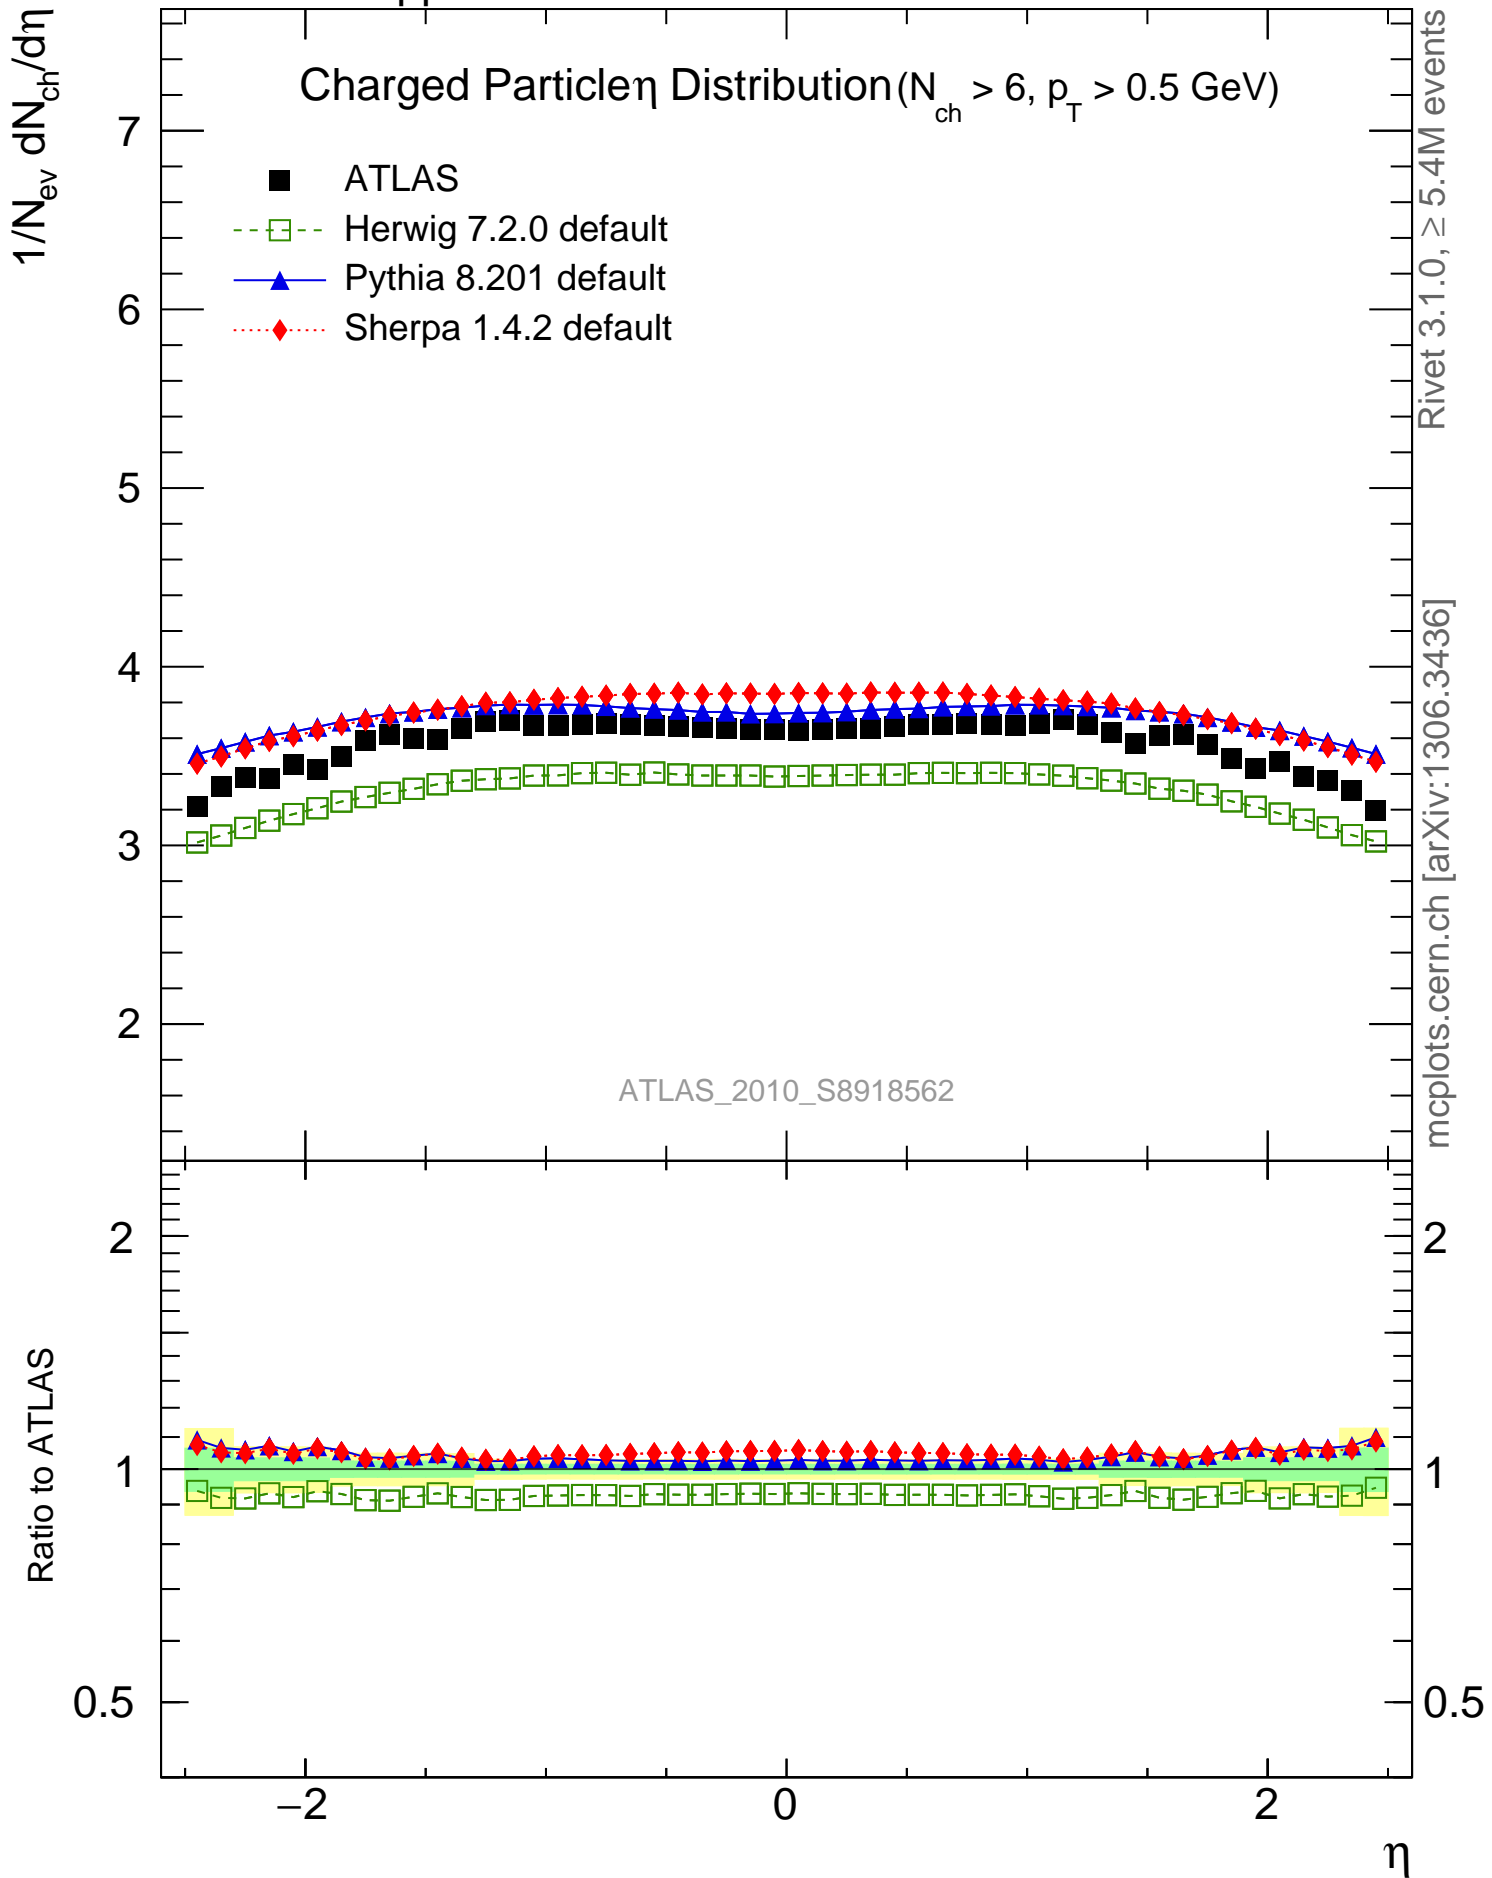 pp
1/N_ev dN_ch/dη
Charged Particleη Distribution(N_ch > 6, p_T > 0.5 GeV)
ATLAS
Herwig 7.2.0 default
Pythia 8.201 default
Sherpa 1.4.2 default
7
6
5
4
3
2
ATLAS_2010_S8918562
Rivet 3.1.0, ≥ 5.4M events
mcplots.cern.ch [arXiv:1306.3436]
Ratio to ATLAS
2
1
0.5
2
1
0.5
−2
0
2
η